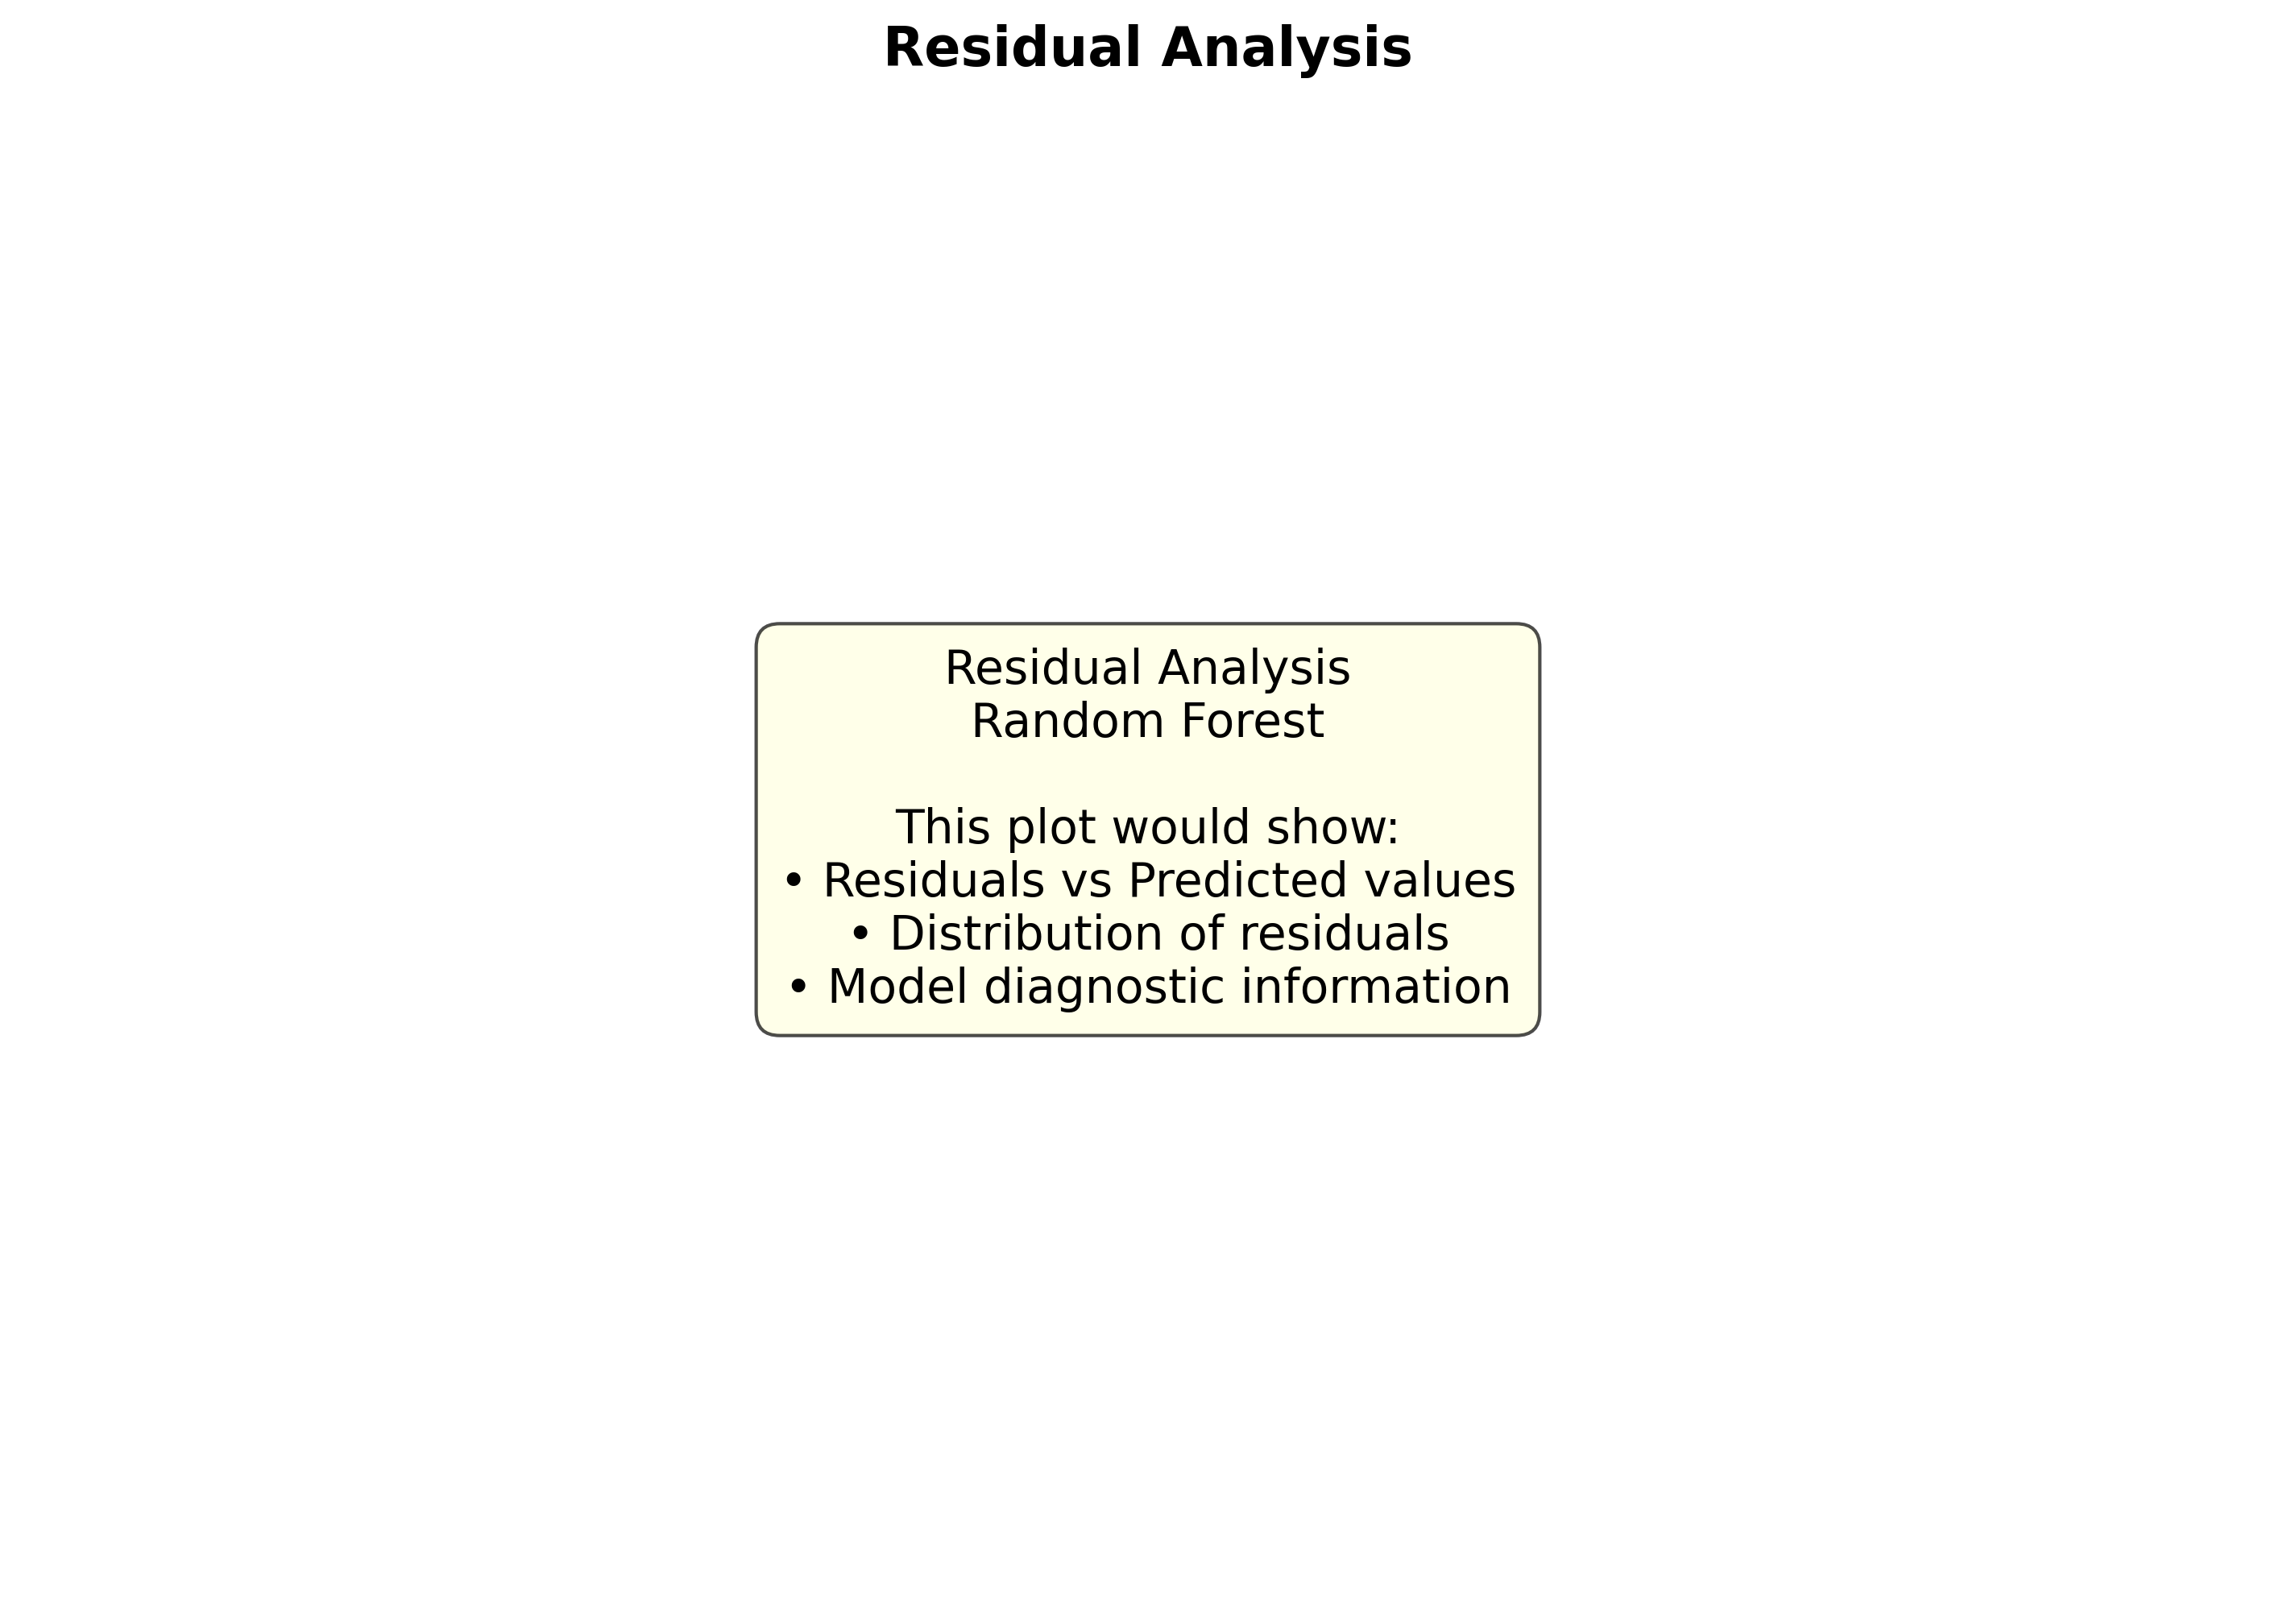 Residual Analysis
Residual Analysis
Random Forest
This plot would show:
• Residuals vs Predicted values
• Distribution of residuals
• Model diagnostic information